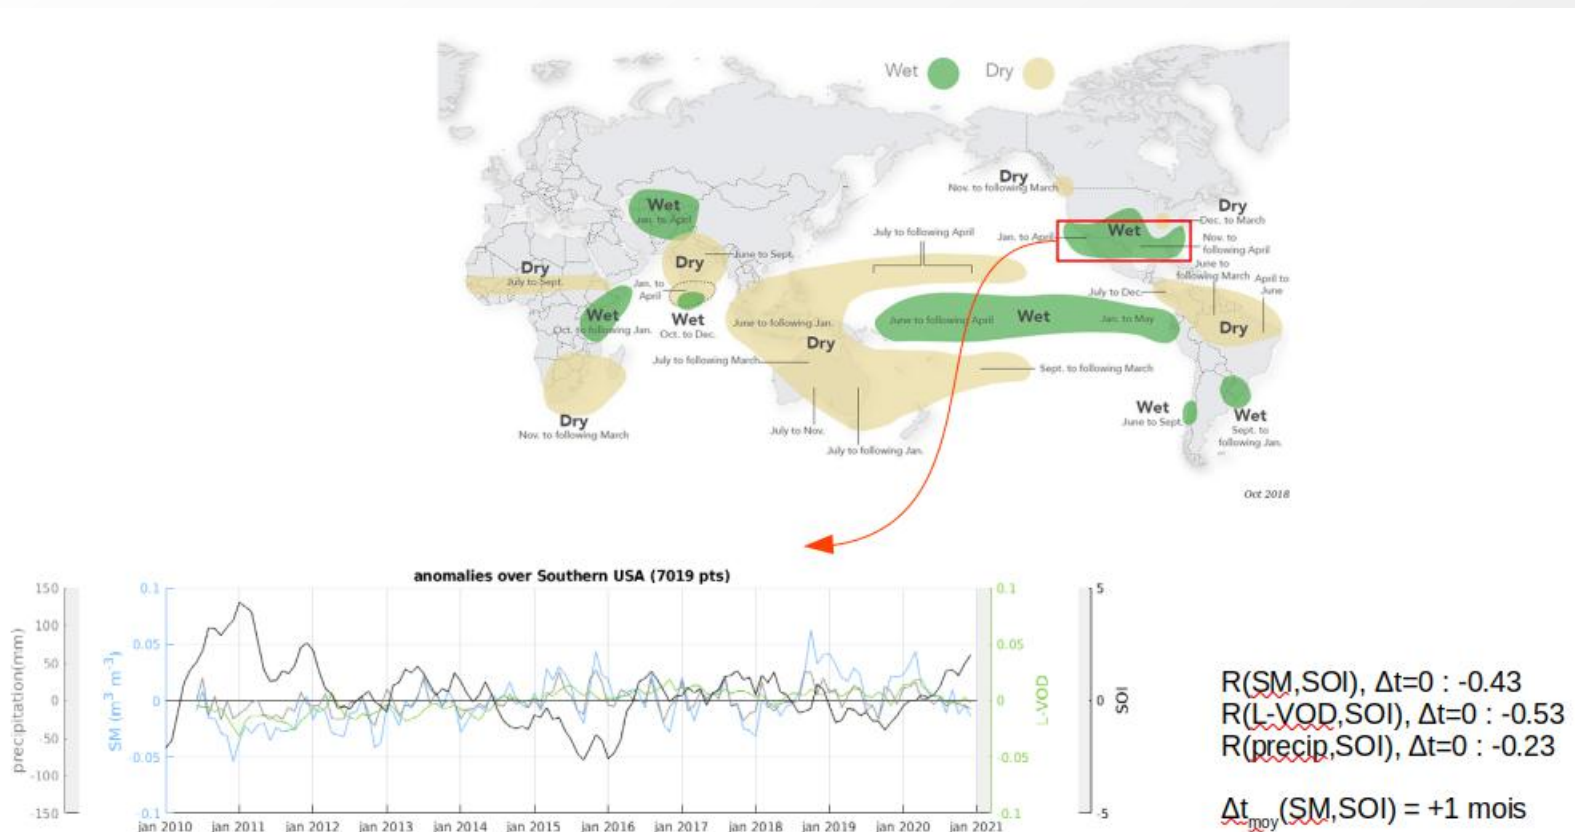 Wet Dry
Dry
Nov. to following March
Wet
Jan. to April
Dry
Dec. to March
July to following April
Jan. to April
Wet
Nov. to
following April
Dry
June to Sept.
Dry
July to Sept.
June to
following March
April to
June
Jan. to
April
July to Dec.
Wet
Oct. to following Jan.
Wet
Oct. to Dec.
June to following Jan.
June to following April
Wet
Jan. to May
Dry
Dry
July to following March
Sept. to following March
Dry
Nov. to following March
July to Nov.
July to following Jan.
Wet
June to Sept.
Wet
Sept. to
following Jan.
Oct 2018
anomalies over Southern USA (7019 pts)
150
100
50
0
50
-100
-150
precipitation(mm)
0.1
0.05
0
0.05
0.1
SM (m³ m⁻³)
0.1
0.05
0
0.05
0.1
L-VOD
5
0
-5
SOI
jan 2010 jan 2011 jan 2012 jan 2013 jan 2014 jan 2015 jan 2016 jan 2017 jan 2018 jan 2019 jan 2020 jan 2021
R(SM,SOI), Δt=0 : -0.43
R(L-VOD,SOI), Δt=0 : -0.53
R(precip,SOI), Δt=0 : -0.23
Δtmoy(SM,SOI) = +1 mois